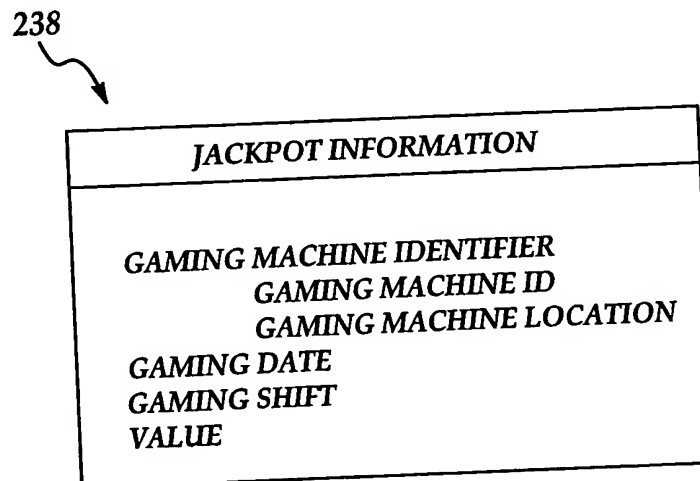 238
JACKPOT INFORMATION
GAMING MACHINE IDENTIFIER
GAMING MACHINE ID
GAMING MACHINE LOCATION
GAMING DATE
GAMING SHIFT
VALUE